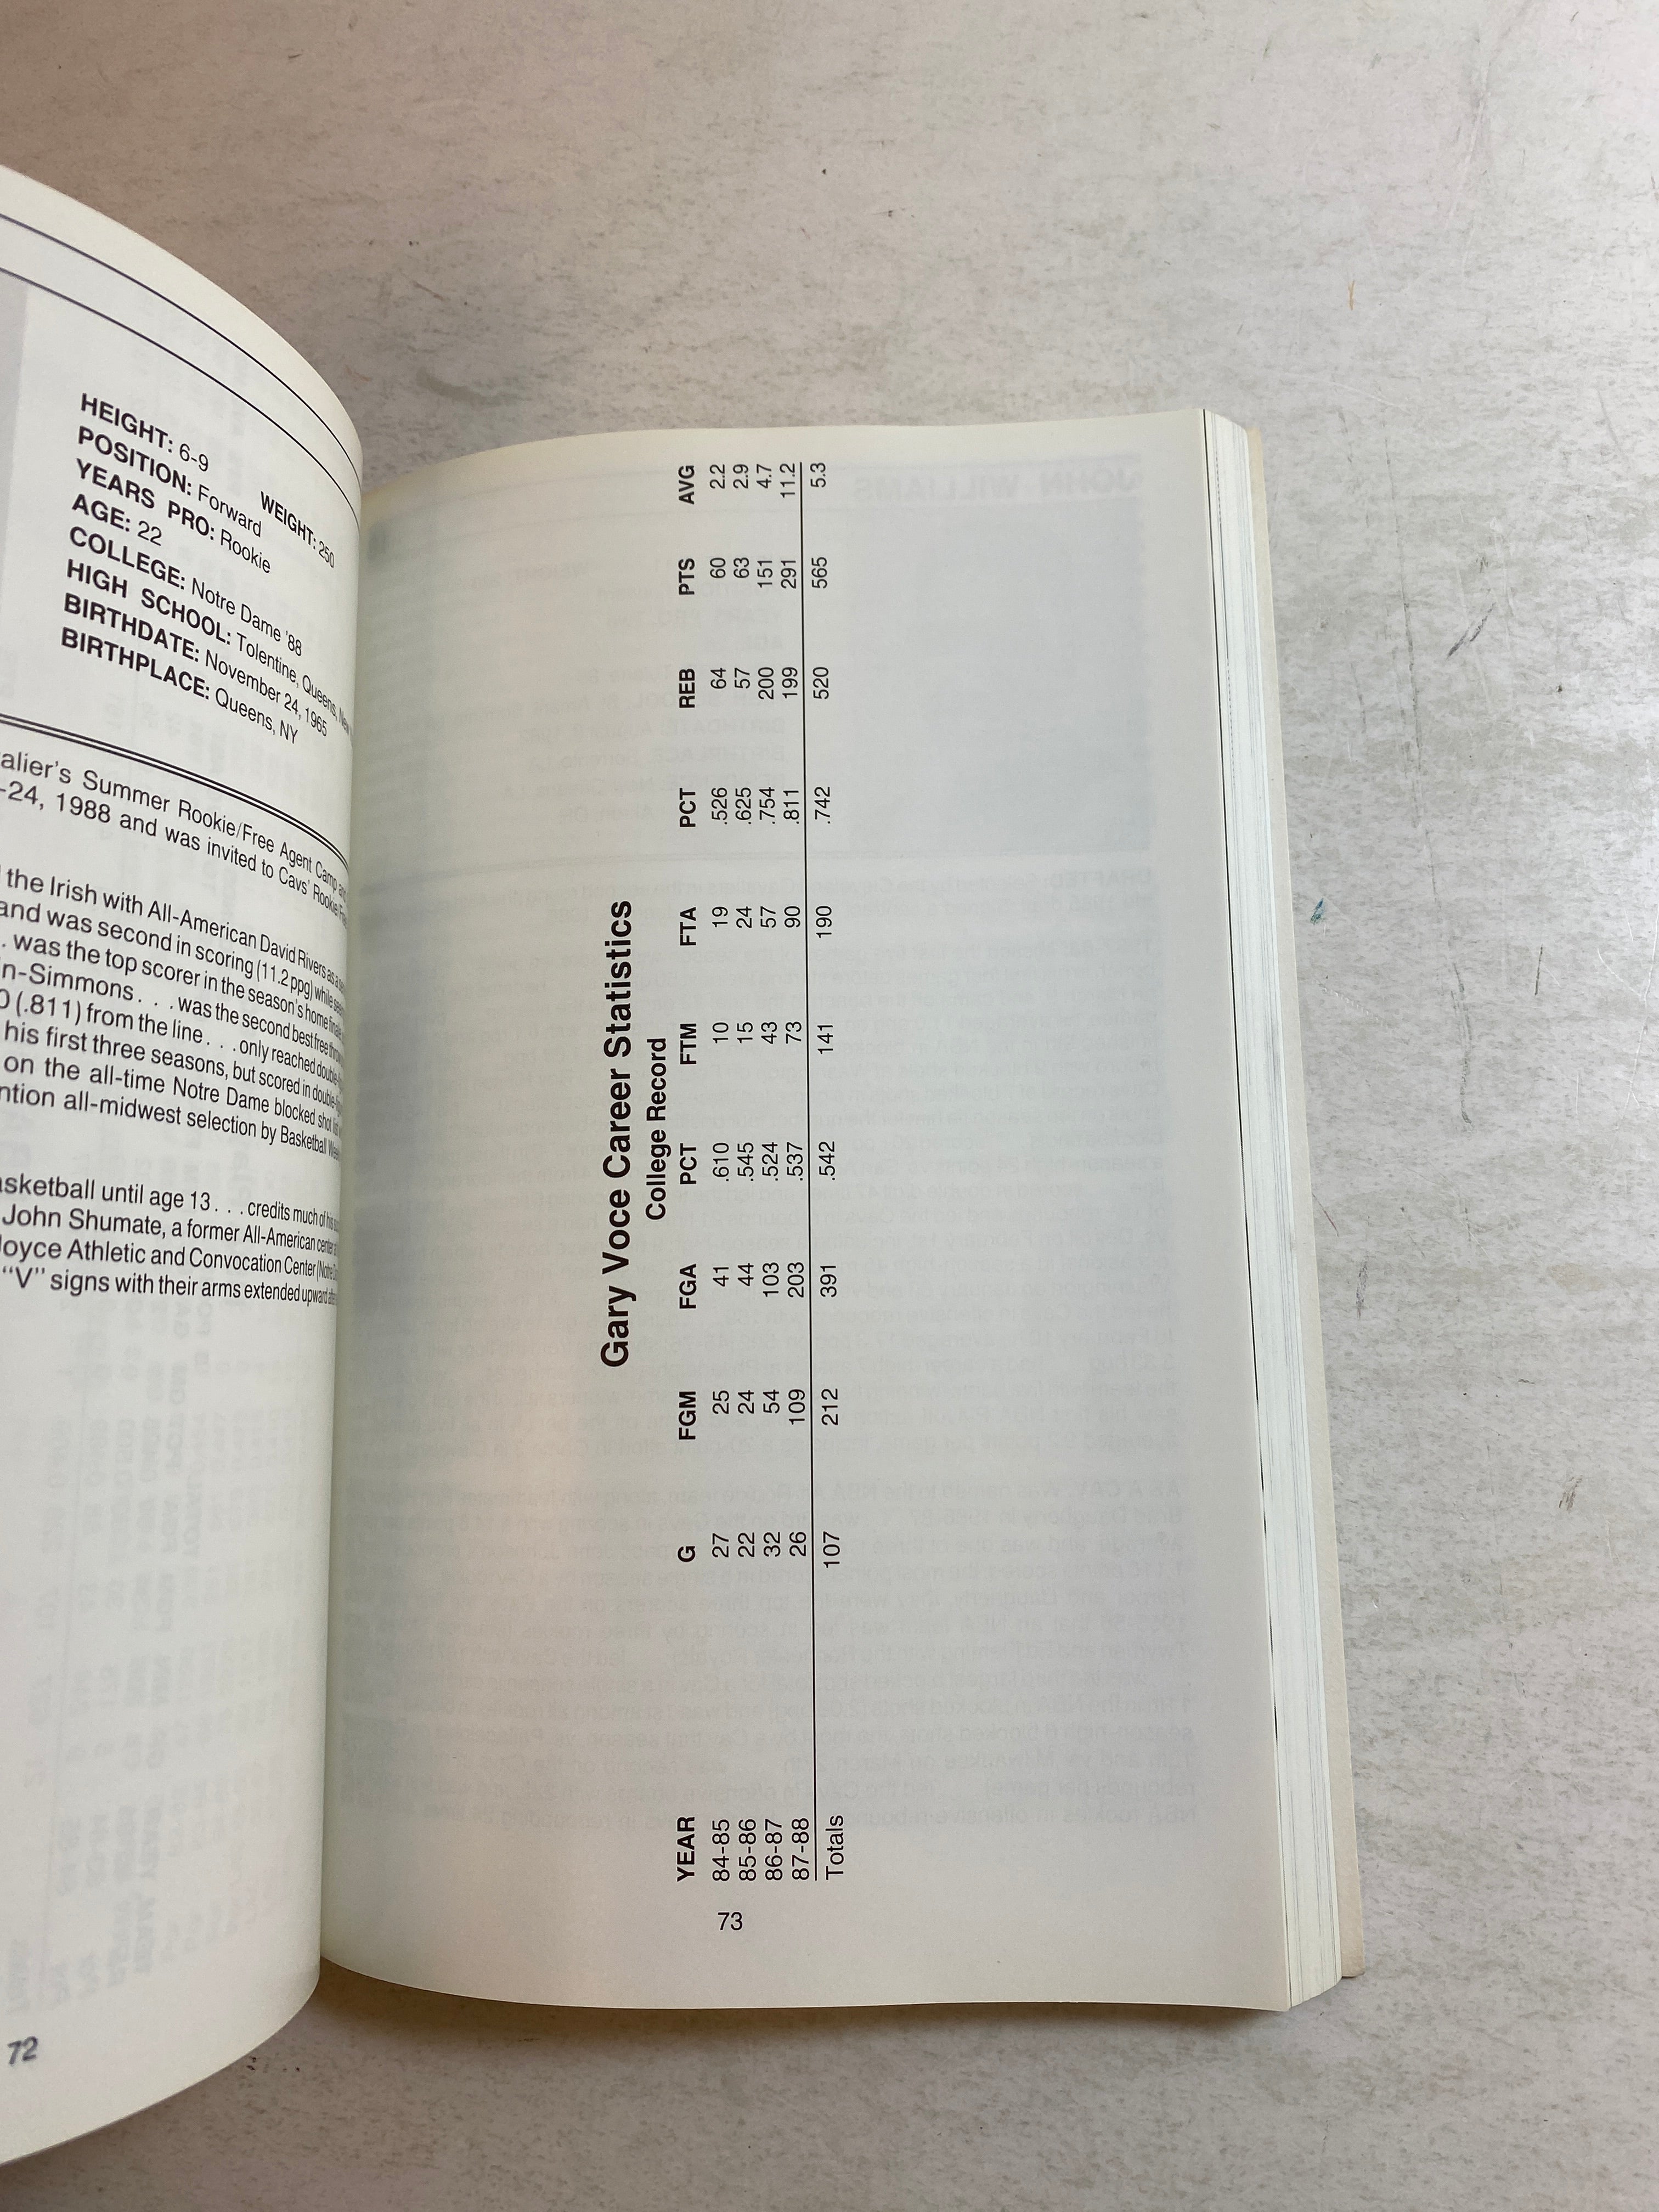 HEIGHT: 6-9 WEIGHT: 250
POSITION: Forward
YEARS PRO: Rookie
AGE: 22
COLLEGE: Notre Dame '88
HIGH SCHOOL: Tolentine, Queens, New
BIRTHDATE: November 24, 1965
BIRTHPLACE: Queens, NY
alier's Summer Rookie/Free Agent Camp
-24, 1988 and was invited to Cavs' Rookie/
the Irish with All-American David Rivers as a
and was second in scoring (11.2 ppg) while
. was the top scorer in the season's home
n-Simmons . . . was the second best free
0 (.811) from the line . . . only reached double
his first three seasons, but scored in double
on the all-time Notre Dame blocked shot
ntion all-midwest selection by Basketball
asketball until age 13 . . . credits much of his
John Shumate, a former All-American center
Joyce Athletic and Convocation Center
"V" signs with their arms extended upward
72
Gary Voce Career Statistics
College Record
YEAR G FGM FGA PCT FTM FTA PCT REB PTS AVG
84-85 27 25 41 .610 10 19 .526 64 60 2.2
85-86 22 24 44 .545 15 24 .625 57 63 2.9
86-87 32 54 103 .524 43 57 .754 200 151 4.7
87-88 26 109 203 .537 73 90 .811 199 291 11.2
Totals 107 212 391 .542 141 190 .742 520 565 5.3
73